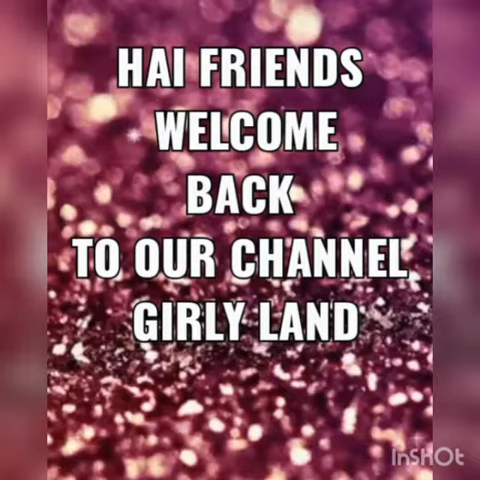 HAI FRIENDS
WELCOME
BACK
TO OUR CHANNEL
GIRLY LAND
InSHOt